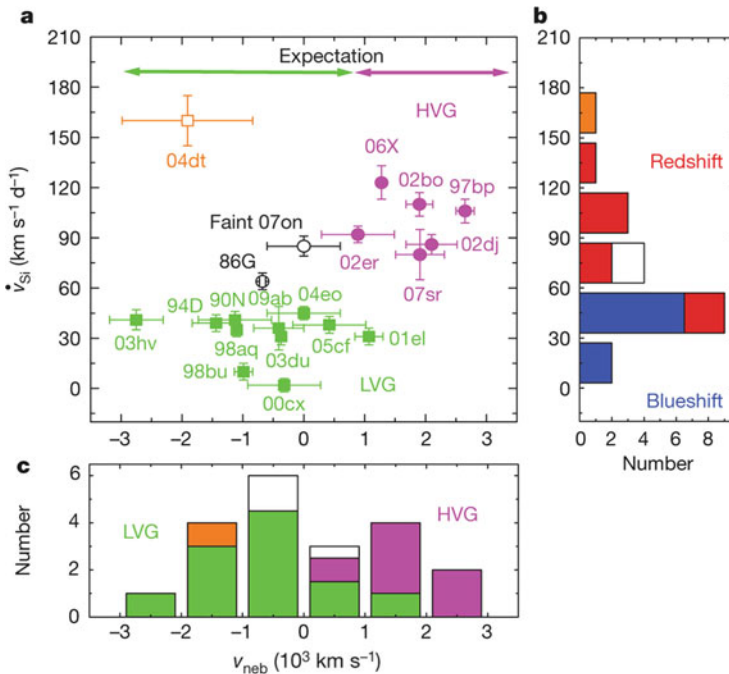 a
b
210
180
150
120
90
60
30
0
v̇Si (km s−1 d−1)
Expectation
HVG
04dt
06X
02bo
97bp
Faint 07on
02er
02dj
07sr
86G
94D
90N
09ab
04eo
03hv
98aq
03du
05cf
01el
98bu
00cx
LVG
−3
−2
−1
0
1
2
3
210
180
150
120
90
60
30
0
Redshift
Blueshift
0 2 4 6 8
Number
c
6
4
2
0
Number
LVG
HVG
−3
−2
−1
0
1
2
3
vneb (103 km s−1)